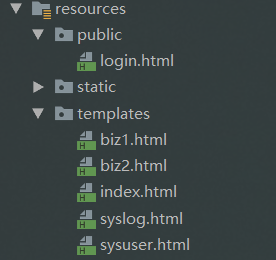 resources
public
login.html
static
templates
biz1.html
biz2.html
index.html
syslog.html
sysuser.html